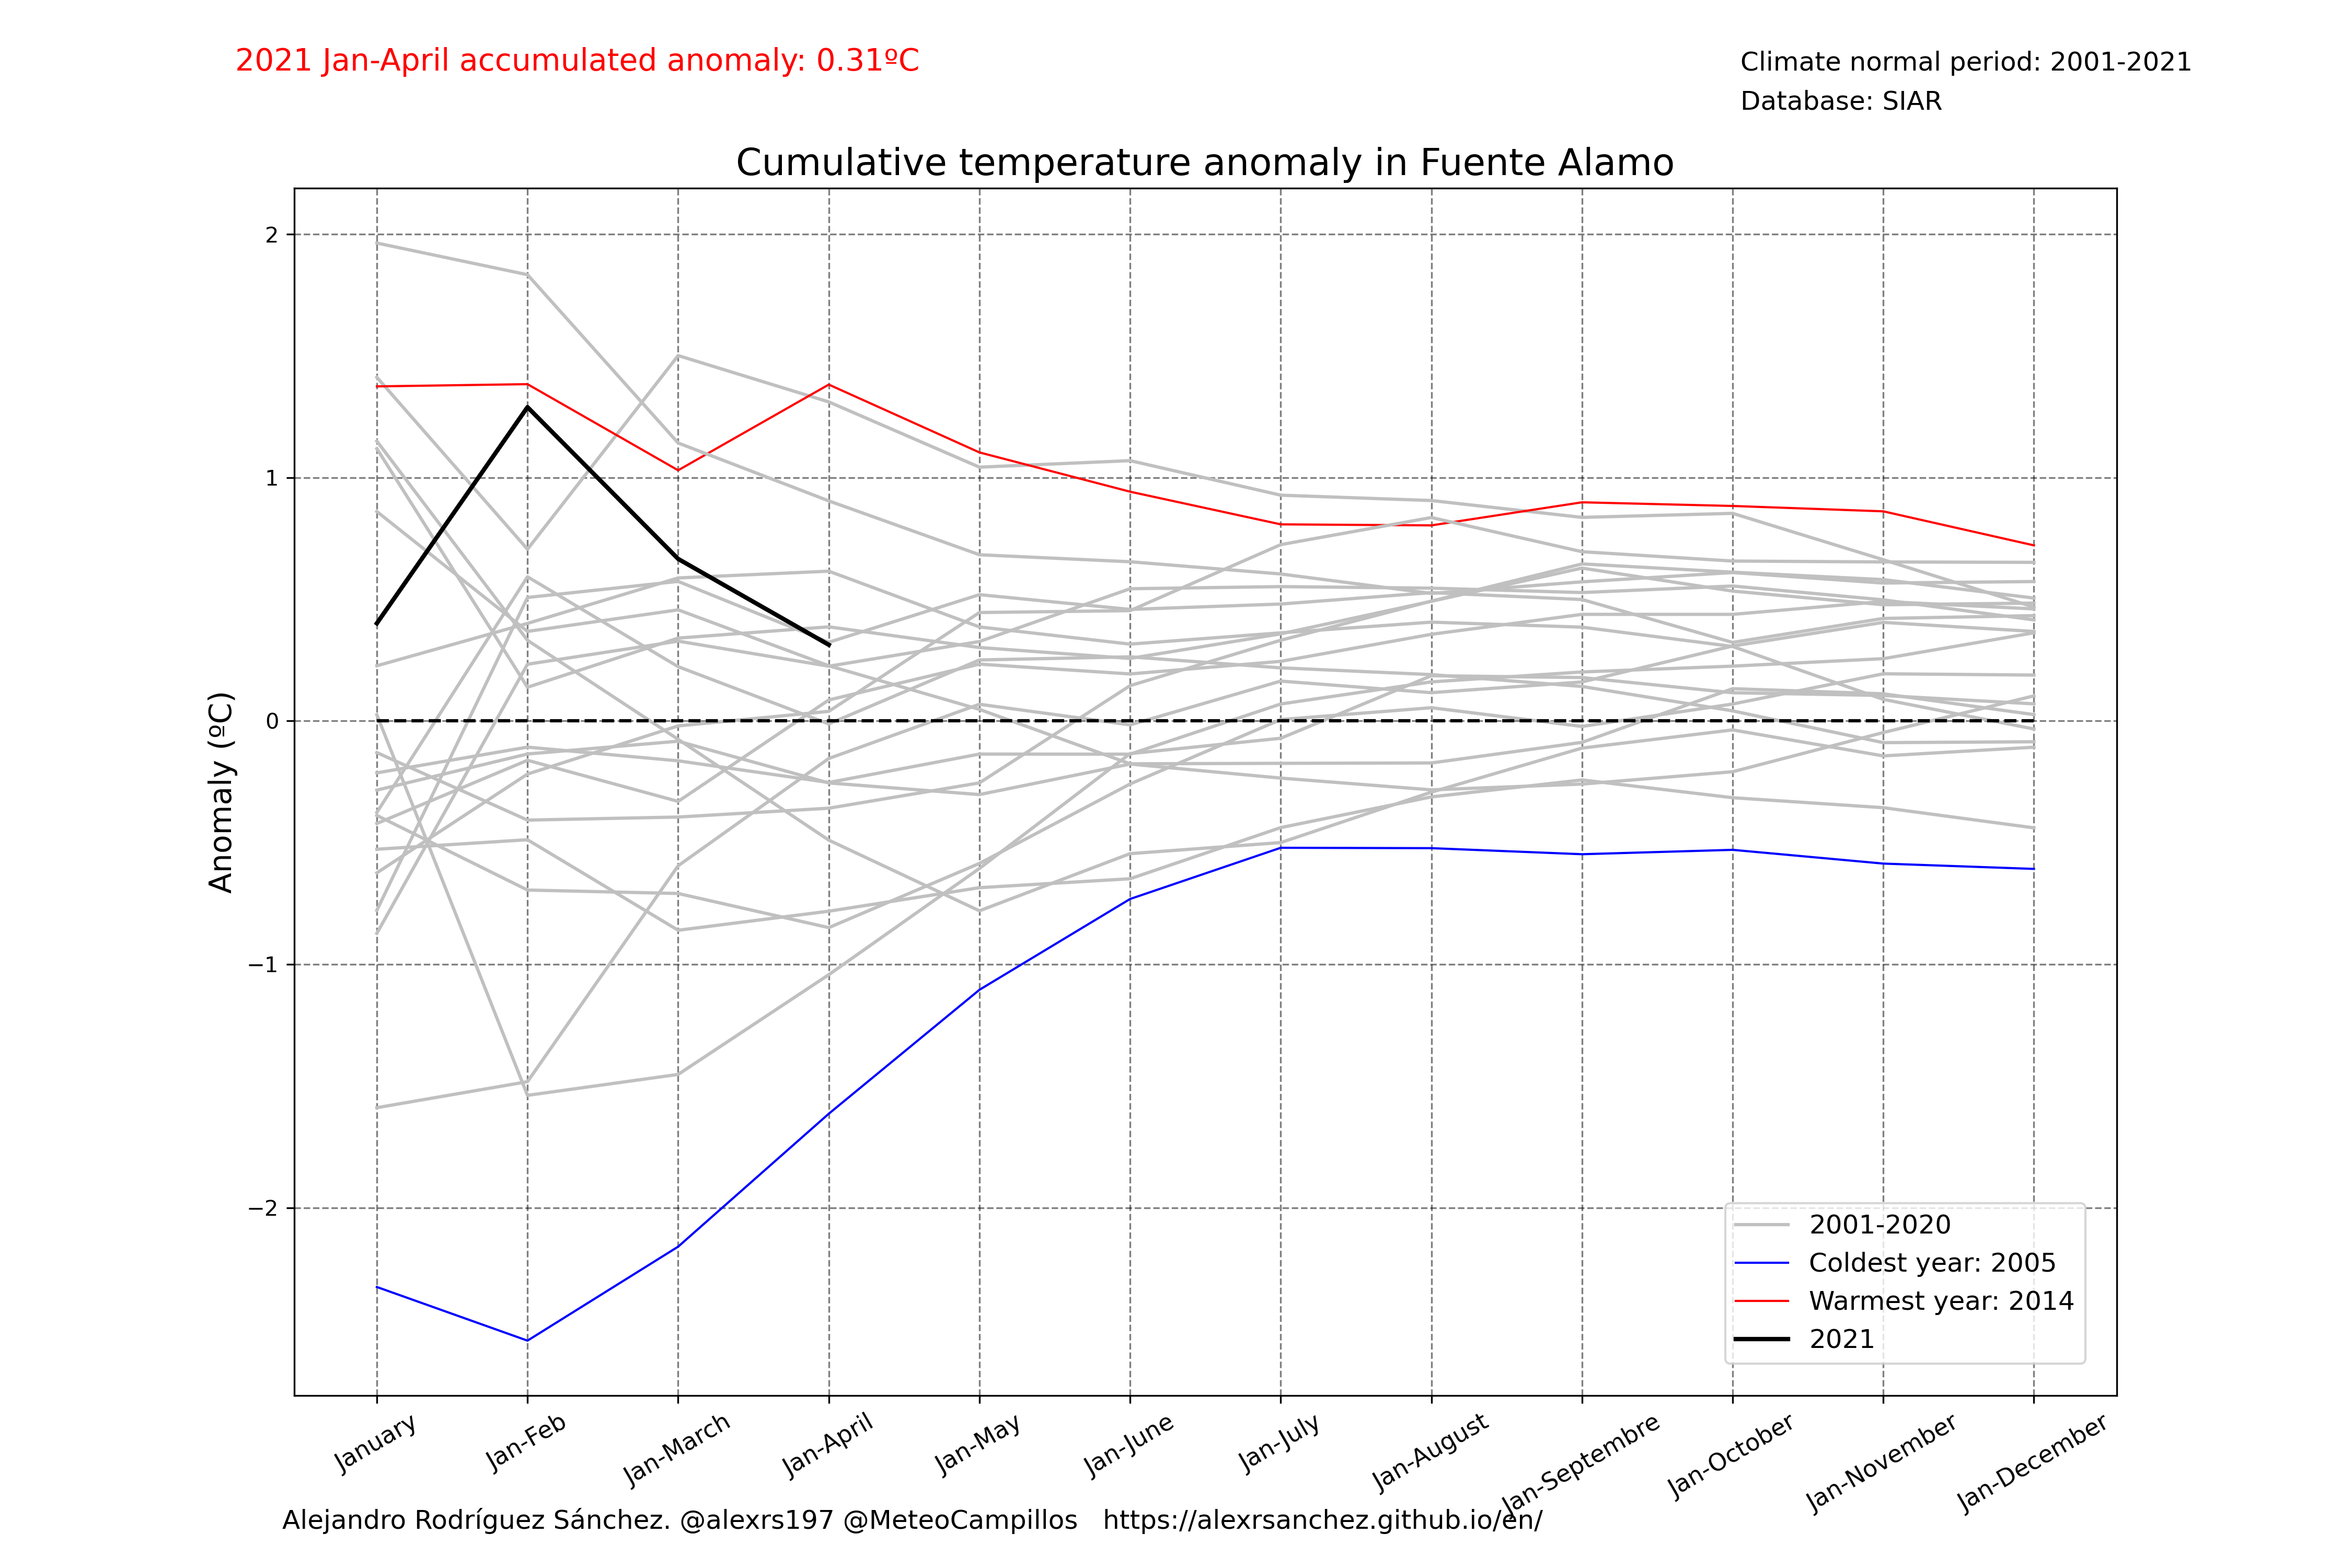 2021 Jan-April accumulated anomaly: 0.31ºC
Climate normal period: 2001-2021
Database: SIAR
Cumulative temperature anomaly in Fuente Alamo
Anomaly (ºC)
2
1
0
−1
−2
2001-2020
Coldest year: 2005
Warmest year: 2014
2021
January
Jan-Feb
Jan-March
Jan-April
Jan-May
Jan-June
Jan-July
Jan-August
Jan-Septembre
Jan-October
Jan-November
Jan-December
Alejandro Rodríguez Sánchez. @alexrs197 @MeteoCampillos https://alexrsanchez.github.io/en/